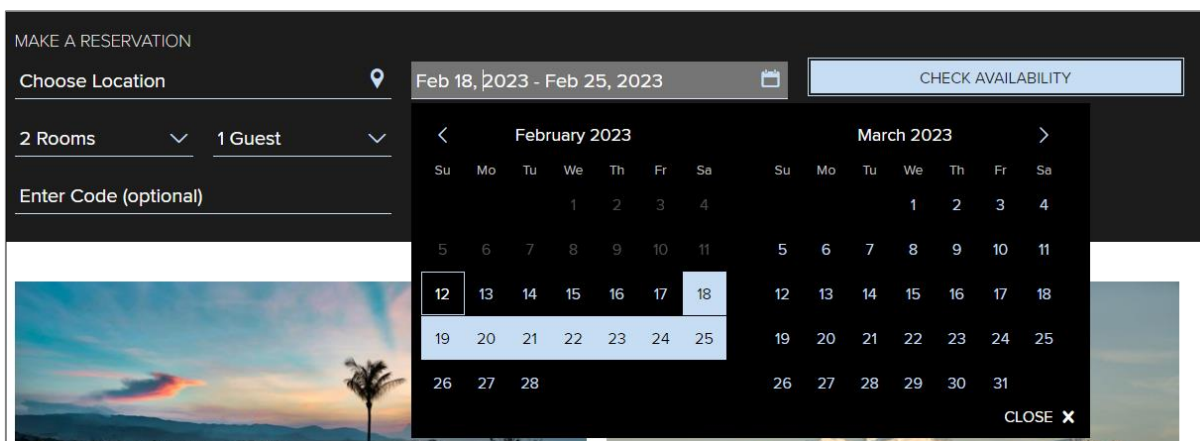 MAKE A RESERVATION
Choose Location
Feb 18, 2023 - Feb 25, 2023
CHECK AVAILABILITY
2 Rooms
1 Guest
Enter Code (optional)
February 2023
Su Mo Tu We Th Fr Sa
1 2 3 4
5 6 7 8 9 10 11
12 13 14 15 16 17 18
19 20 21 22 23 24 25
26 27 28
March 2023
Su Mo Tu We Th Fr Sa
1 2 3 4
5 6 7 8 9 10 11
12 13 14 15 16 17 18
19 20 21 22 23 24 25
26 27 28 29 30 31
CLOSE X